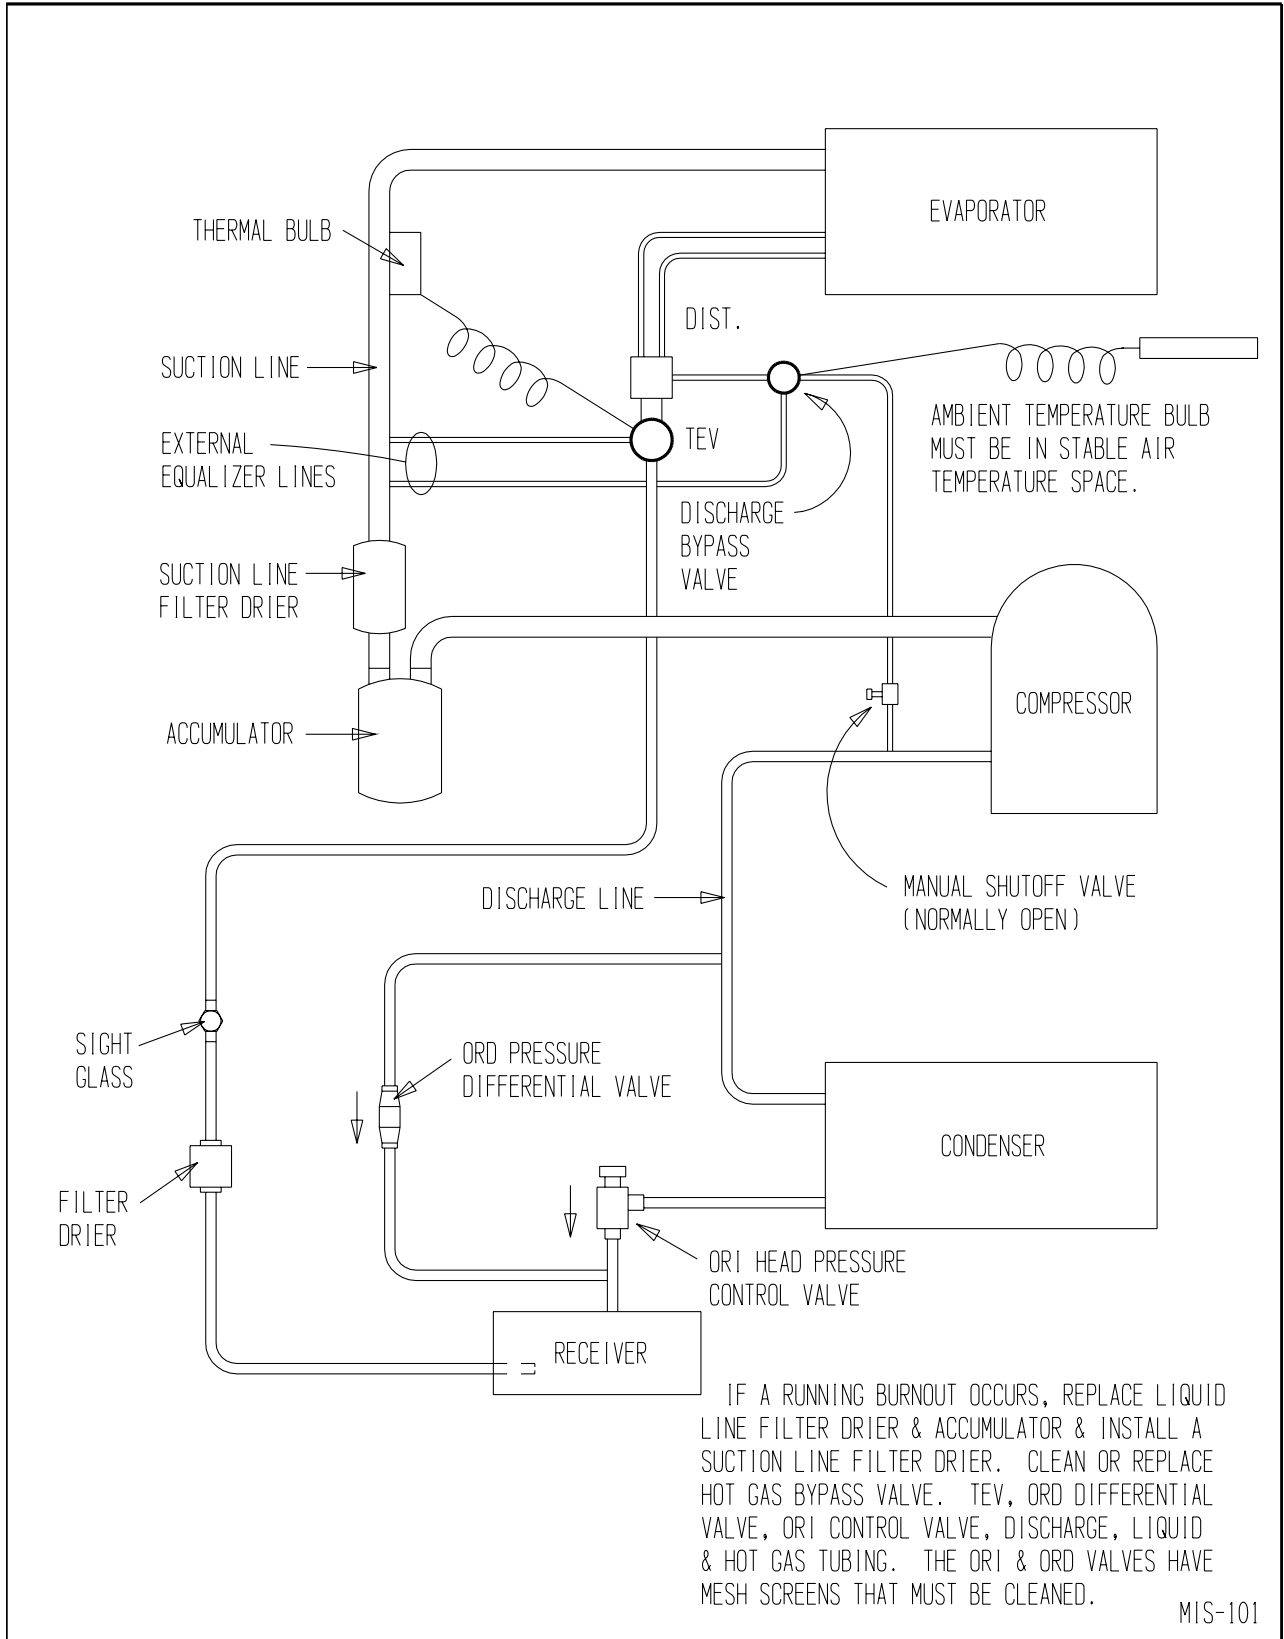 EVAPORATOR
THERMAL BULB
DIST.
SUCTION LINE
AMBIENT TEMPERATURE BULB
MUST BE IN STABLE AIR
TEMPERATURE SPACE.
EXTERNAL
EQUALIZER LINES
TEV
DISCHARGE
BYPASS
VALVE
SUCTION LINE
FILTER DRIER
COMPRESSOR
ACCUMULATOR
MANUAL SHUTOFF VALVE
(NORMALLY OPEN)
DISCHARGE LINE
SIGHT
GLASS
ORD PRESSURE
DIFFERENTIAL VALVE
CONDENSER
FILTER
DRIER
ORI HEAD PRESSURE
CONTROL VALVE
RECEIVER
IF A RUNNING BURNOUT OCCURS, REPLACE LIQUID
LINE FILTER DRIER & ACCUMULATOR & INSTALL A
SUCTION LINE FILTER DRIER. CLEAN OR REPLACE
HOT GAS BYPASS VALVE. TEV, ORD DIFFERENTIAL
VALVE, ORI CONTROL VALVE, DISCHARGE, LIQUID
& HOT GAS TUBING. THE ORI & ORD VALVES HAVE
MESH SCREENS THAT MUST BE CLEANED.
MIS-101